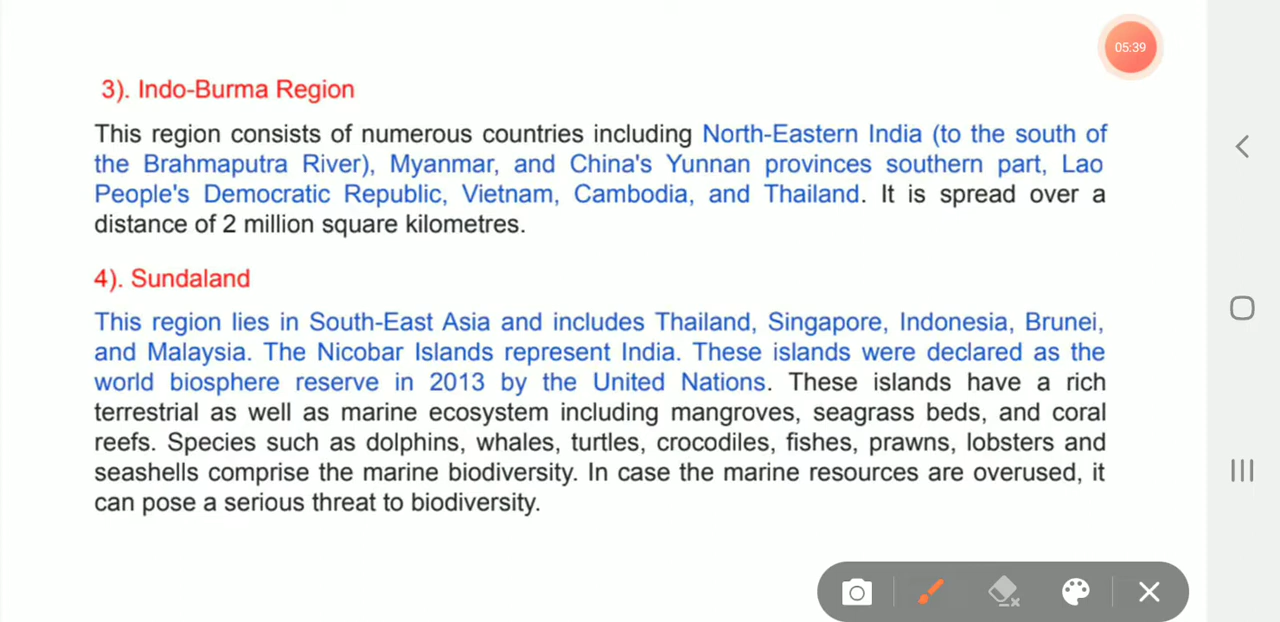 05:39
3). Indo-Burma Region
This region consists of numerous countries including North-Eastern India (to the south of
the Brahmaputra River), Myanmar, and China's Yunnan provinces southern part, Lao
People's Democratic Republic, Vietnam, Cambodia, and Thailand. It is spread over a
distance of 2 million square kilometres.
4). Sundaland
This region lies in South-East Asia and includes Thailand, Singapore, Indonesia, Brunei,
and Malaysia. The Nicobar Islands represent India. These islands were declared as the
world biosphere reserve in 2013 by the United Nations. These islands have a rich
terrestrial as well as marine ecosystem including mangroves, seagrass beds, and coral
reefs. Species such as dolphins, whales, turtles, crocodiles, fishes, prawns, lobsters and
seashells comprise the marine biodiversity. In case the marine resources are overused, it
can pose a serious threat to biodiversity.